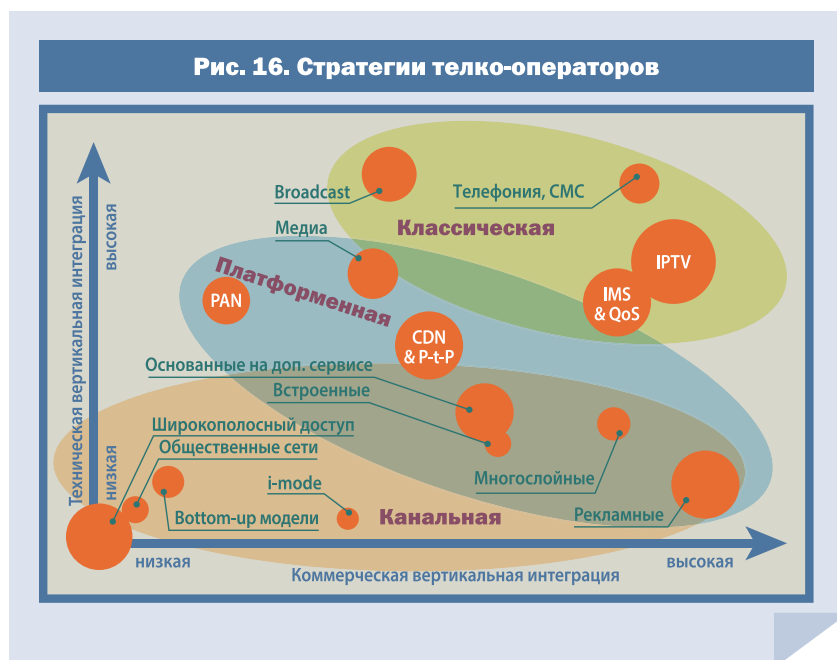 Рис. 16. Стратегии телко-операторов
Техническая вертикальная интеграция
высокая
низкая
Broadcast
Телефония, СМС
Медиа
Классическая
Платформенная
IPTV
PAN
IMS
& QoS
CDN
& P-t-P
Основанные на доп. сервисе
Встроенные
Широкополосный доступ
Общественные сети
i-mode
Многослойные
Bottom-up модели
Канальная
Рекламные
низкая
высокая
Коммерческая вертикальная интеграция